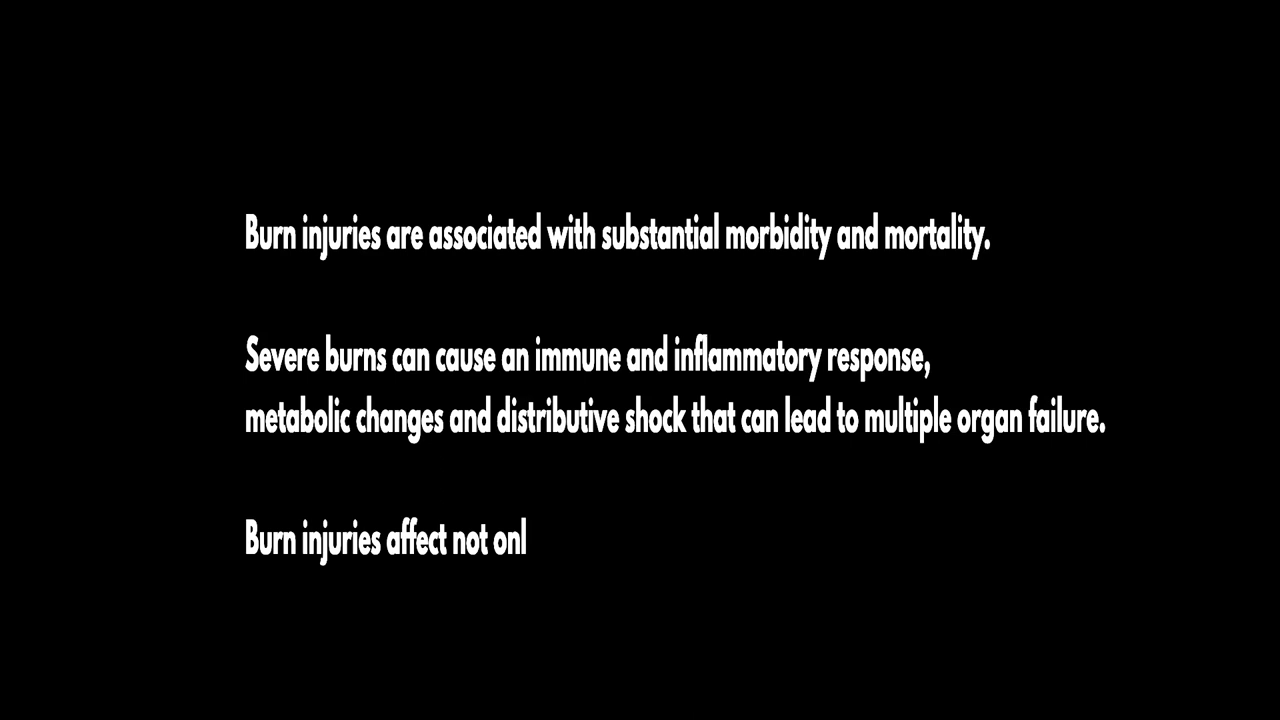 Burn injuries are associated with substantial morbidity and mortality.
Severe burns can cause an immune and inflammatory response,
metabolic changes and distributive shock that can lead to multiple organ failure.
Burn injuries affect not onl